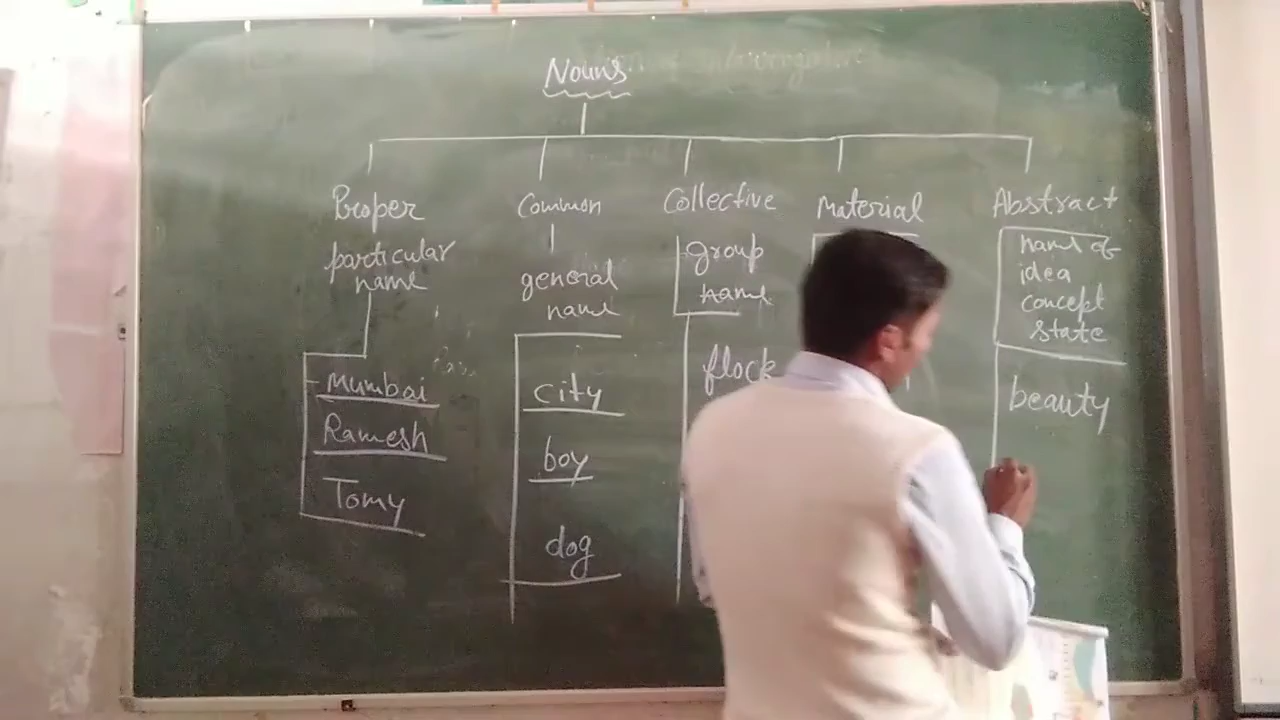 Nouns
Proper Common Collective Material Abstract
particular
name
Mumbai
Ramesh
Tomy
general
name
city
boy
dog
group
name
flock
name of
idea
concept
state
beauty